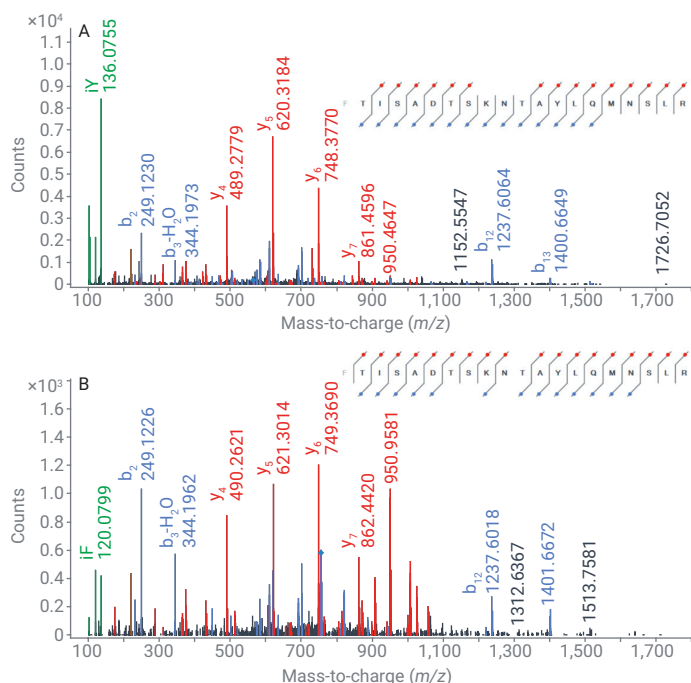 A
×10⁴
1.1
1.0
0.9
0.8
0.7
0.6
0.5
0.4
0.3
0.2
0.1
0
Counts
iY
136.0755
b₂
249.1230
b₃-H₂O
344.1973
y₄
489.2779
y₅
620.3184
y₆
748.3770
y₇
861.4596
950.4647
1152.5547
b₁₂
1237.6064
b₁₃
1400.6649
1726.7052
F T I S A D T S K N T A Y L Q M N S L R
100 300 500 700 900 1,100 1,300 1,500 1,700
Mass-to-charge (m/z)
B
×10³
1.6
1.4
1.2
1.0
0.8
0.6
0.4
0.2
0
Counts
iF
120.0799
b₂
249.1226
b₃-H₂O
344.1962
y₄
490.2621
y₅
621.3014
y₆
749.3690
y₇
862.4420
950.9581
b₁₂
1237.6018
1312.6367
1401.6672
1513.7581
F T I S A D T S K N T A Y L Q M N S L R
100 300 500 700 900 1,100 1,300 1,500 1,700
Mass-to-charge (m/z)